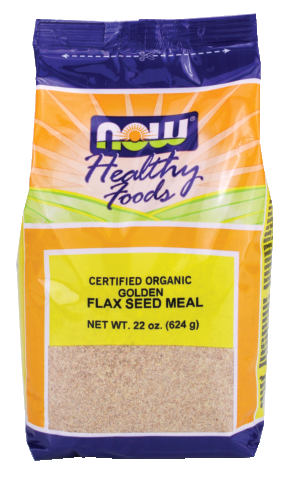 NOW
Healthy
Foods
CERTIFIED ORGANIC
GOLDEN
FLAX SEED MEAL
NET WT. 22 oz. (624 g)